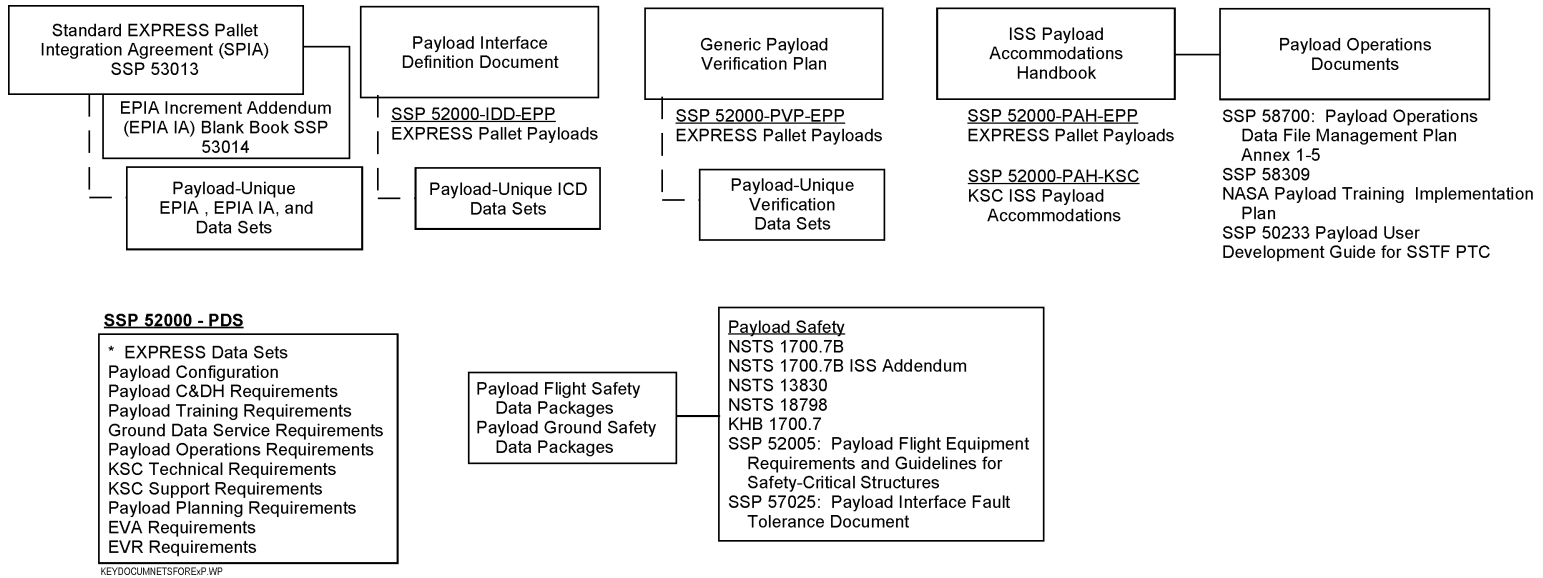 Standard EXPRESS Pallet
Integration Agreement (SPIA)
SSP 53013
EPIA Increment Addendum
(EPIA IA) Blank Book SSP
53014
Payload-Unique
EPIA , EPIA IA, and
Data Sets
Payload Interface
Definition Document
SSP 52000-IDD-EPP
EXPRESS Pallet Payloads
Payload-Unique ICD
Data Sets
Generic Payload
Verification Plan
SSP 52000-PVP-EPP
EXPRESS Pallet Payloads
Payload-Unique
Verification
Data Sets
ISS Payload
Accommodations
Handbook
SSP 52000-PAH-EPP
EXPRESS Pallet Payloads
SSP 52000-PAH-KSC
KSC ISS Payload
Accommodations
Payload Operations
Documents
SSP 58700:  Payload Operations
Data File Management Plan
Annex 1-5
SSP 58309
NASA Payload Training  Implementation
Plan
SSP 50233 Payload User
Development Guide for SSTF PTC
SSP 52000 - PDS
*  EXPRESS Data Sets
Payload Configuration
Payload C&DH Requirements
Payload Training Requirements
Ground Data Service Requirements
Payload Operations Requirements
KSC Technical Requirements
KSC Support Requirements
Payload Planning Requirements
EVA Requirements
EVR Requirements
KEYDOCUMNETSFORExP.WP
Payload Flight Safety
Data Packages
Payload Ground Safety
Data Packages
Payload Safety
NSTS 1700.7B
NSTS 1700.7B ISS Addendum
NSTS 13830
NSTS 18798
KHB 1700.7
SSP 52005:  Payload Flight Equipment
Requirements and Guidelines for
Safety-Critical Structures
SSP 57025:  Payload Interface Fault
Tolerance Document